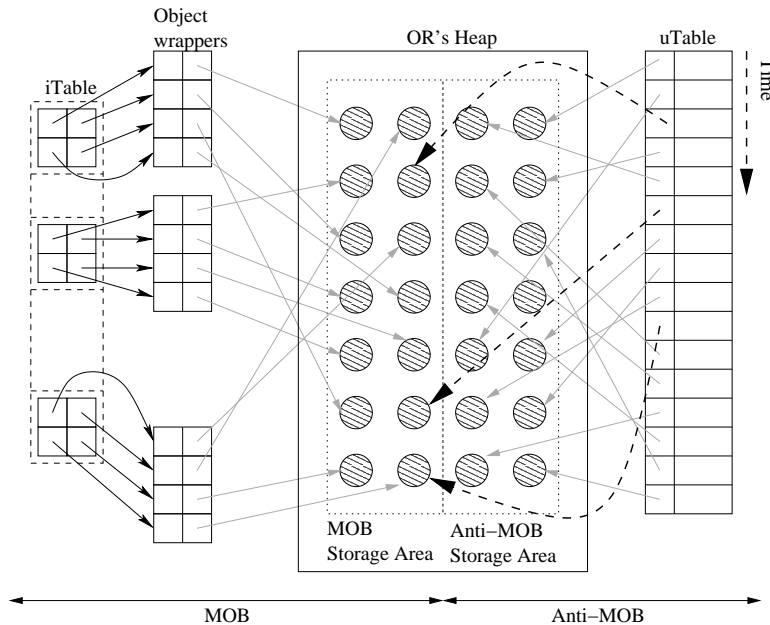 Object
wrappers
OR's Heap
uTable
iTable
Time
MOB
Storage Area
Anti–MOB
Storage Area
MOB
Anti–MOB